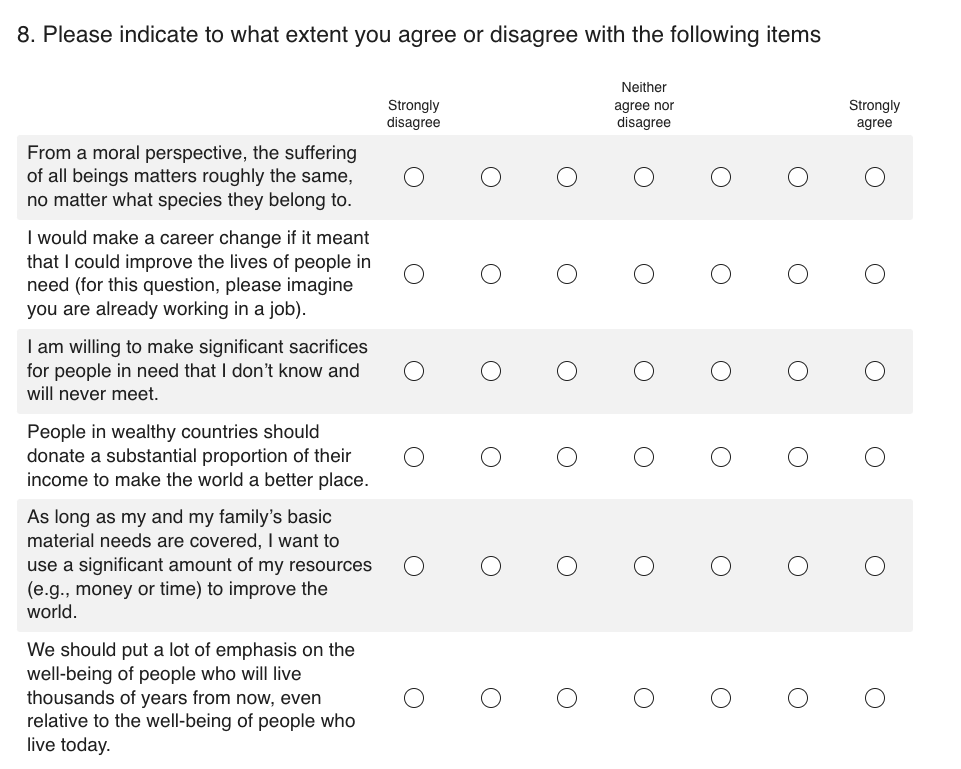 8. Please indicate to what extent you agree or disagree with the following items
Strongly
disagree
Neither
agree nor
disagree
Strongly
agree
From a moral perspective, the suffering
of all beings matters roughly the same,
no matter what species they belong to.
I would make a career change if it meant
that I could improve the lives of people in
need (for this question, please imagine
you are already working in a job).
I am willing to make significant sacrifices
for people in need that I don’t know and
will never meet.
People in wealthy countries should
donate a substantial proportion of their
income to make the world a better place.
As long as my and my family’s basic
material needs are covered, I want to
use a significant amount of my resources
(e.g., money or time) to improve the
world.
We should put a lot of emphasis on the
well-being of people who will live
thousands of years from now, even
relative to the well-being of people who
live today.